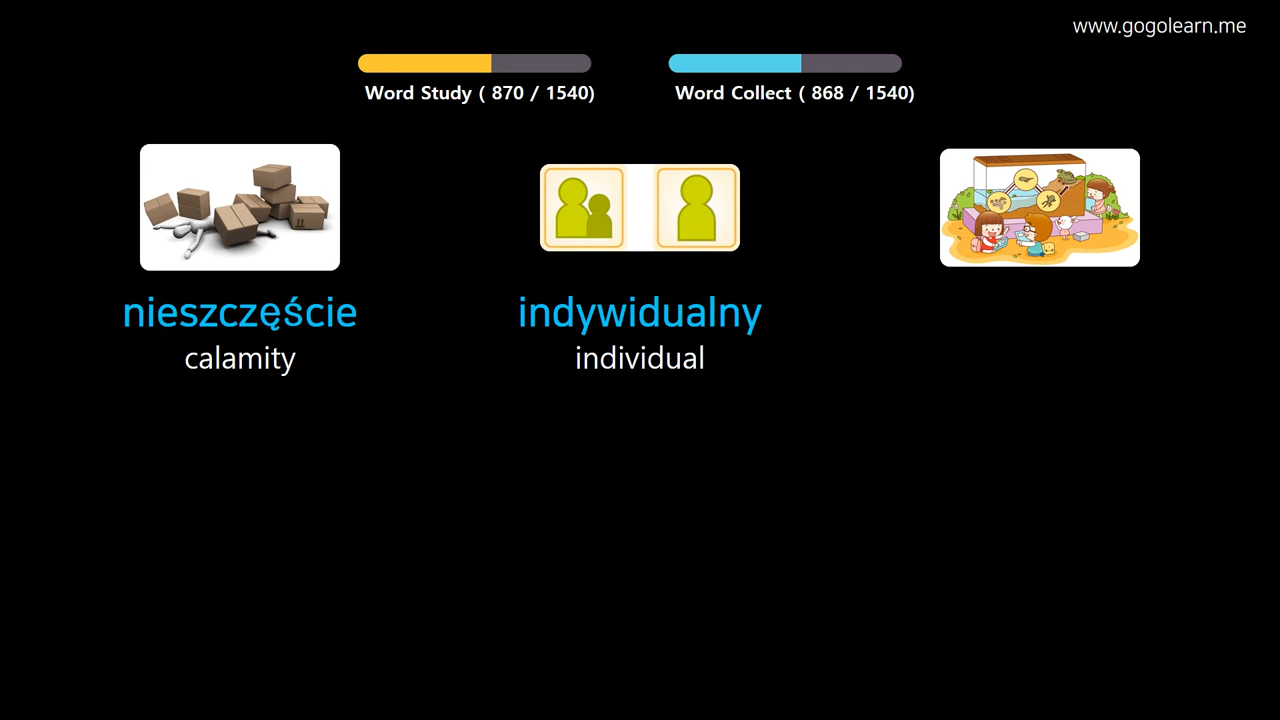 www.gogolearn.me
Word Study ( 870 / 1540)
Word Collect ( 868 / 1540)
nieszczęście
calamity
indywidualny
individual